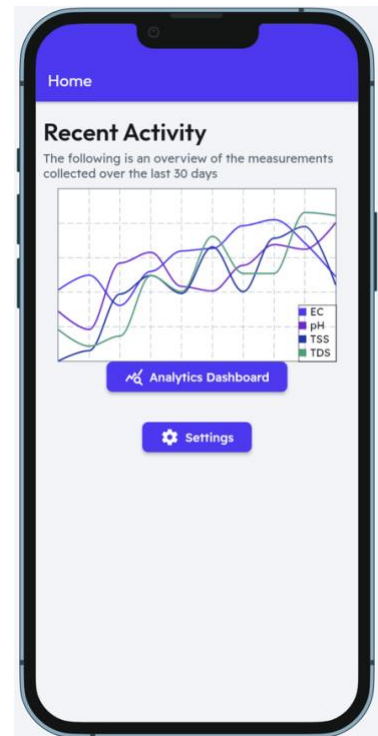 Home
Recent Activity
The following is an overview of the measurements
collected over the last 30 days
EC
pH
TSS
TDS
Analytics Dashboard
Settings